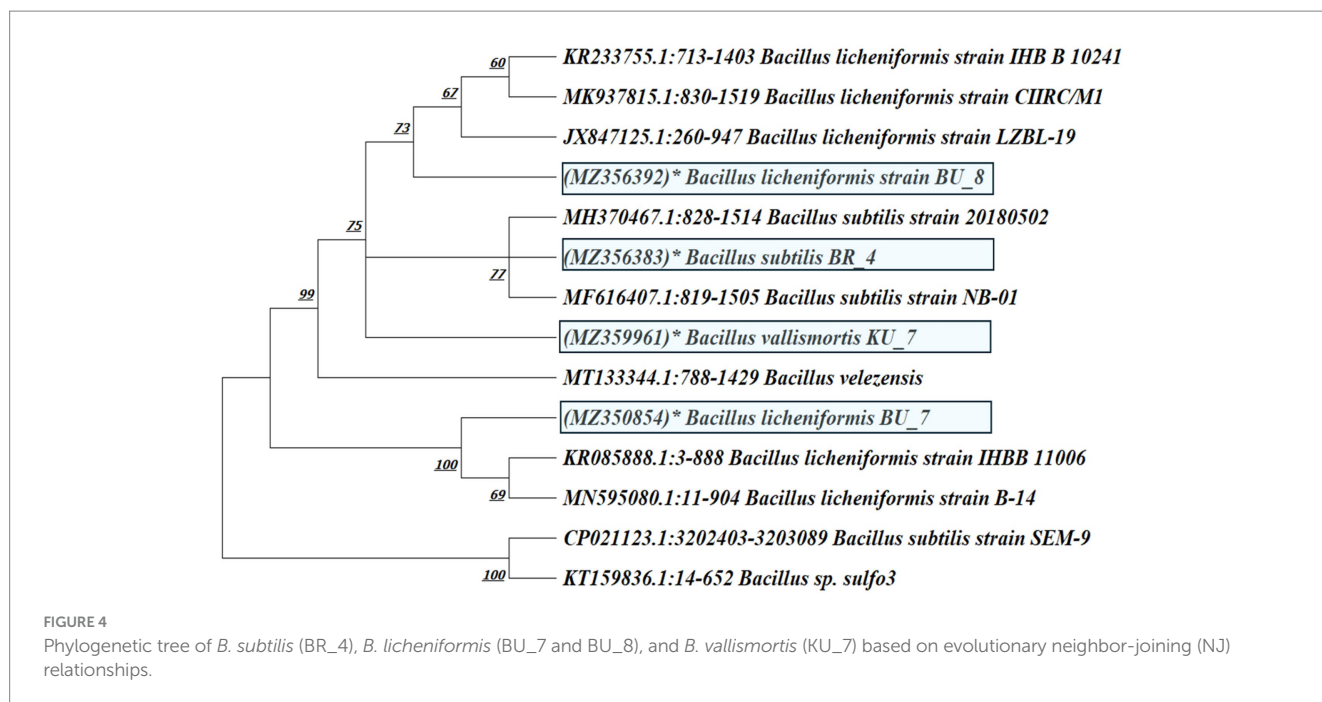 60
KR233755.1:713-1403 Bacillus licheniformis strain IHB B 10241
67
MK937815.1:830-1519 Bacillus licheniformis strain CIIRC/M1
73
JX847125.1:260-947 Bacillus licheniformis strain LZBL-19
(MZ356392)* Bacillus licheniformis strain BU_8
75
MH370467.1:828-1514 Bacillus subtilis strain 20180502
(MZ356383)* Bacillus subtilis BR_4
77
MF616407.1:819-1505 Bacillus subtilis strain NB-01
99
(MZ359961)* Bacillus vallismortis KU_7
MT133344.1:788-1429 Bacillus velezensis
(MZ350854)* Bacillus licheniformis BU_7
100
KR085888.1:3-888 Bacillus licheniformis strain IHBB 11006
69
MN595080.1:11-904 Bacillus licheniformis strain B-14
CP021123.1:3202403-3203089 Bacillus subtilis strain SEM-9
100
KT159836.1:14-652 Bacillus sp. sulfo3
FIGURE 4
Phylogenetic tree of B. subtilis (BR_4), B. licheniformis (BU_7 and BU_8), and B. vallismortis (KU_7) based on evolutionary neighbor-joining (NJ)
relationships.